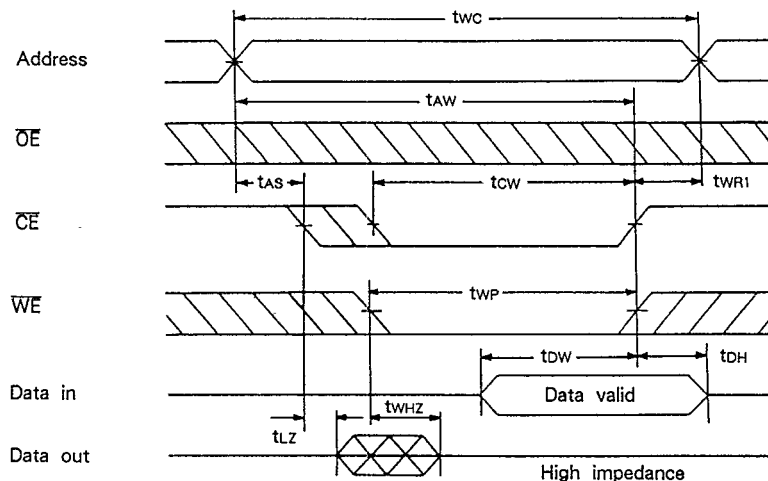 tWC
Address
tAW
OE
tAS
tCW
tWR1
CE
tWP
WE
tDW
tDH
Data in
Data valid
tWHZ
tLZ
Data out
High impedance